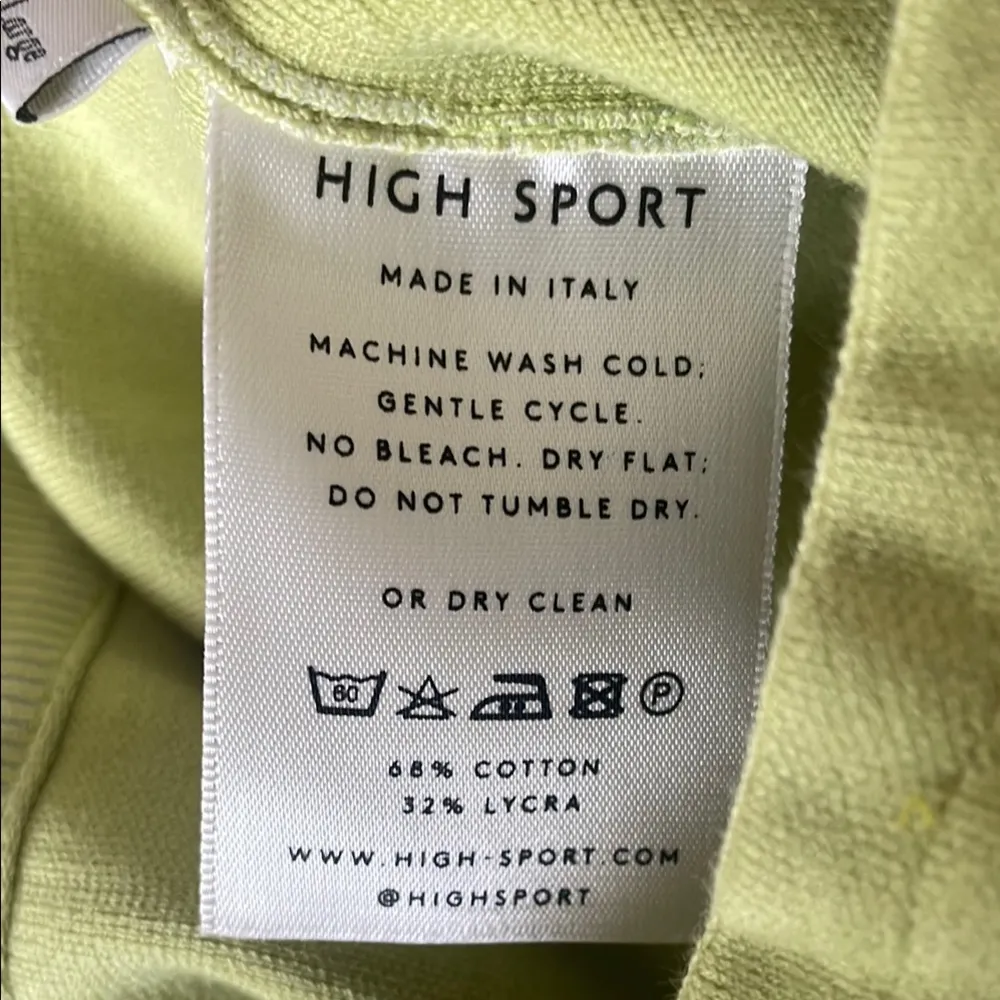 HIGH SPORT
MADE IN ITALY
MACHINE WASH COLD;
GENTLE CYCLE.
NO BLEACH. DRY FLAT;
DO NOT TUMBLE DRY.
OR DRY CLEAN
60
P
68% COTTON
32% LYCRA
WWW.HIGH-SPORT.COM
@HIGHSPORT